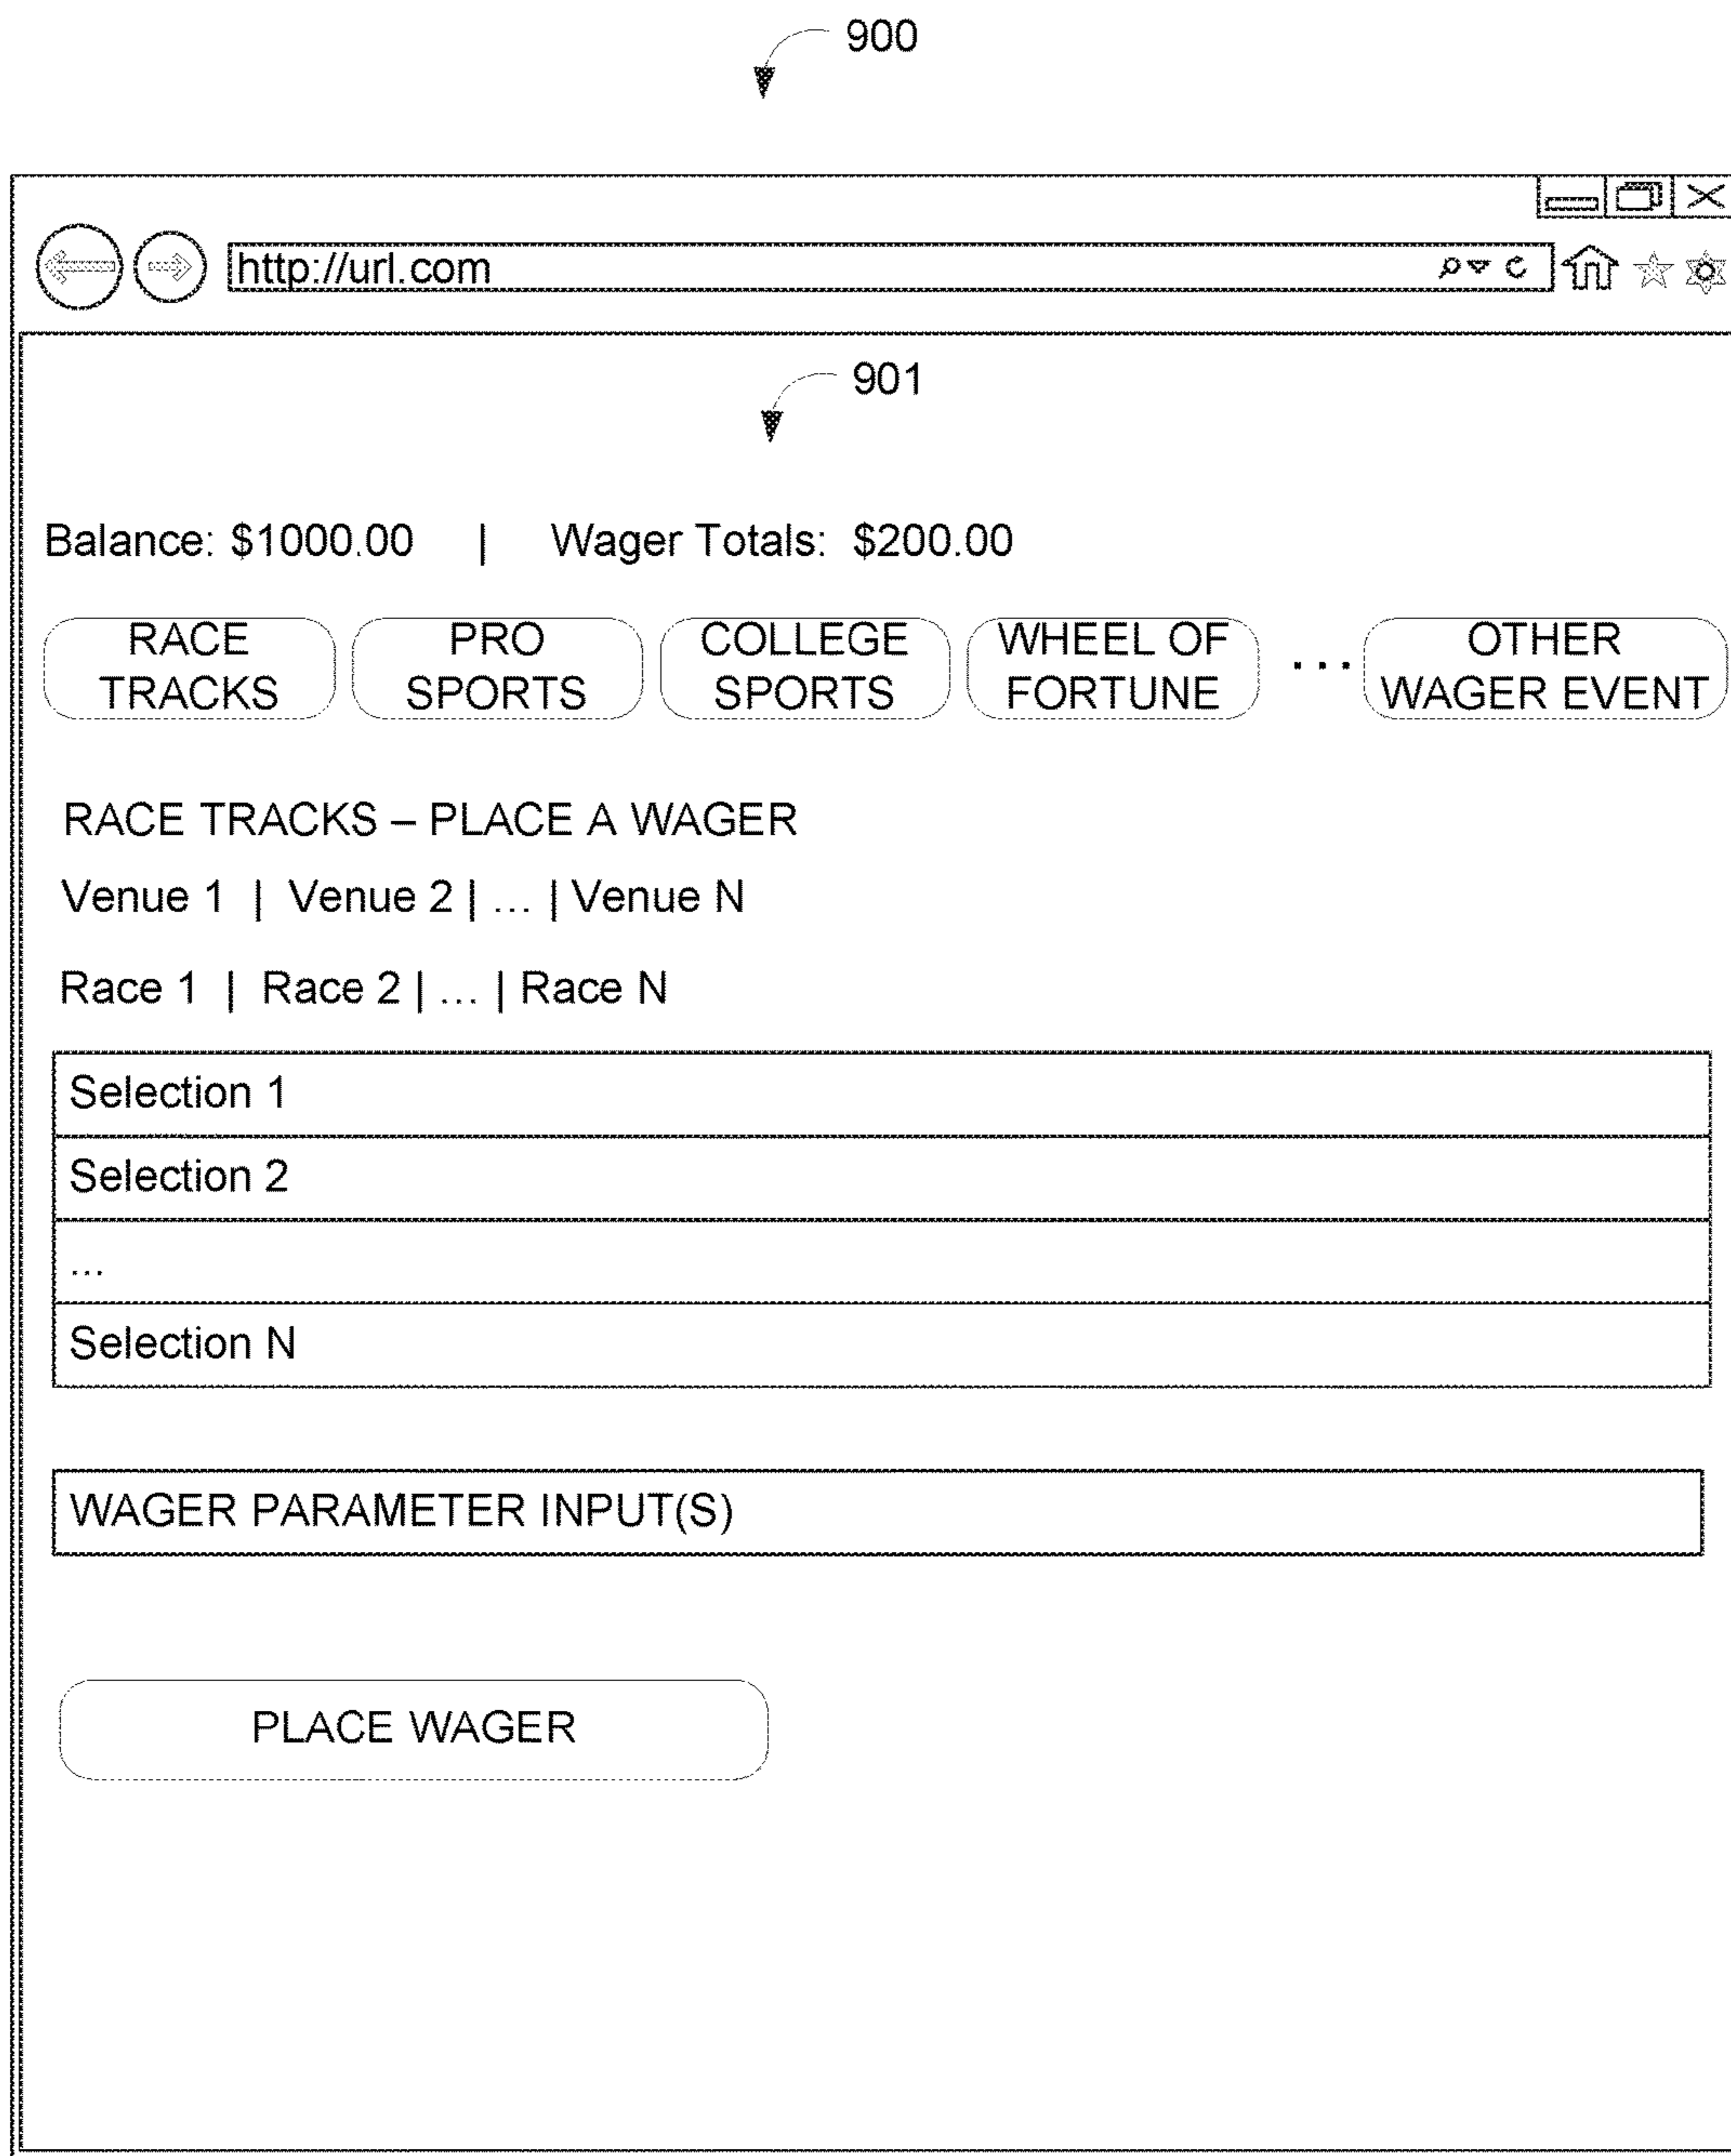 900
http://url.com
901
Balance: $1000.00 | Wager Totals: $200.00
RACE TRACKS
PRO SPORTS
COLLEGE SPORTS
WHEEL OF FORTUNE
...
OTHER WAGER EVENT
RACE TRACKS – PLACE A WAGER
Venue 1 | Venue 2 | ... | Venue N
Race 1 | Race 2 | ... | Race N
Selection 1
Selection 2
...
Selection N
WAGER PARAMETER INPUT(S)
PLACE WAGER